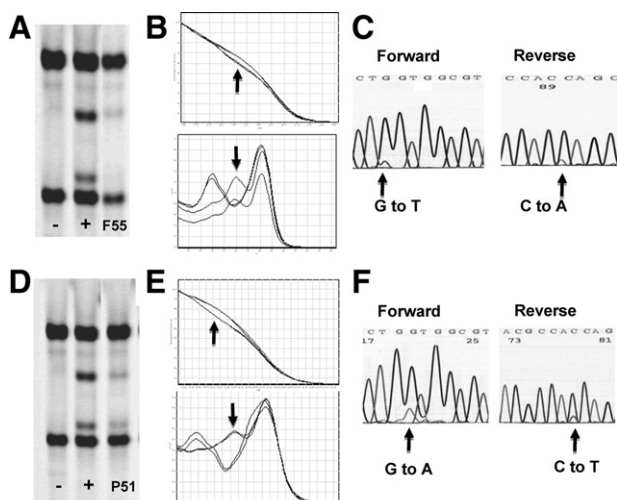 A
B
C
Forward
Reverse
C T G G T G G C G T
C C A C C A G C
89
G to T
C to A
- + F55
D
E
F
Forward
Reverse
C T G G T G G C G T
17 25
A C G C C A C C A G
73 81
G to A
C to T
- + P51